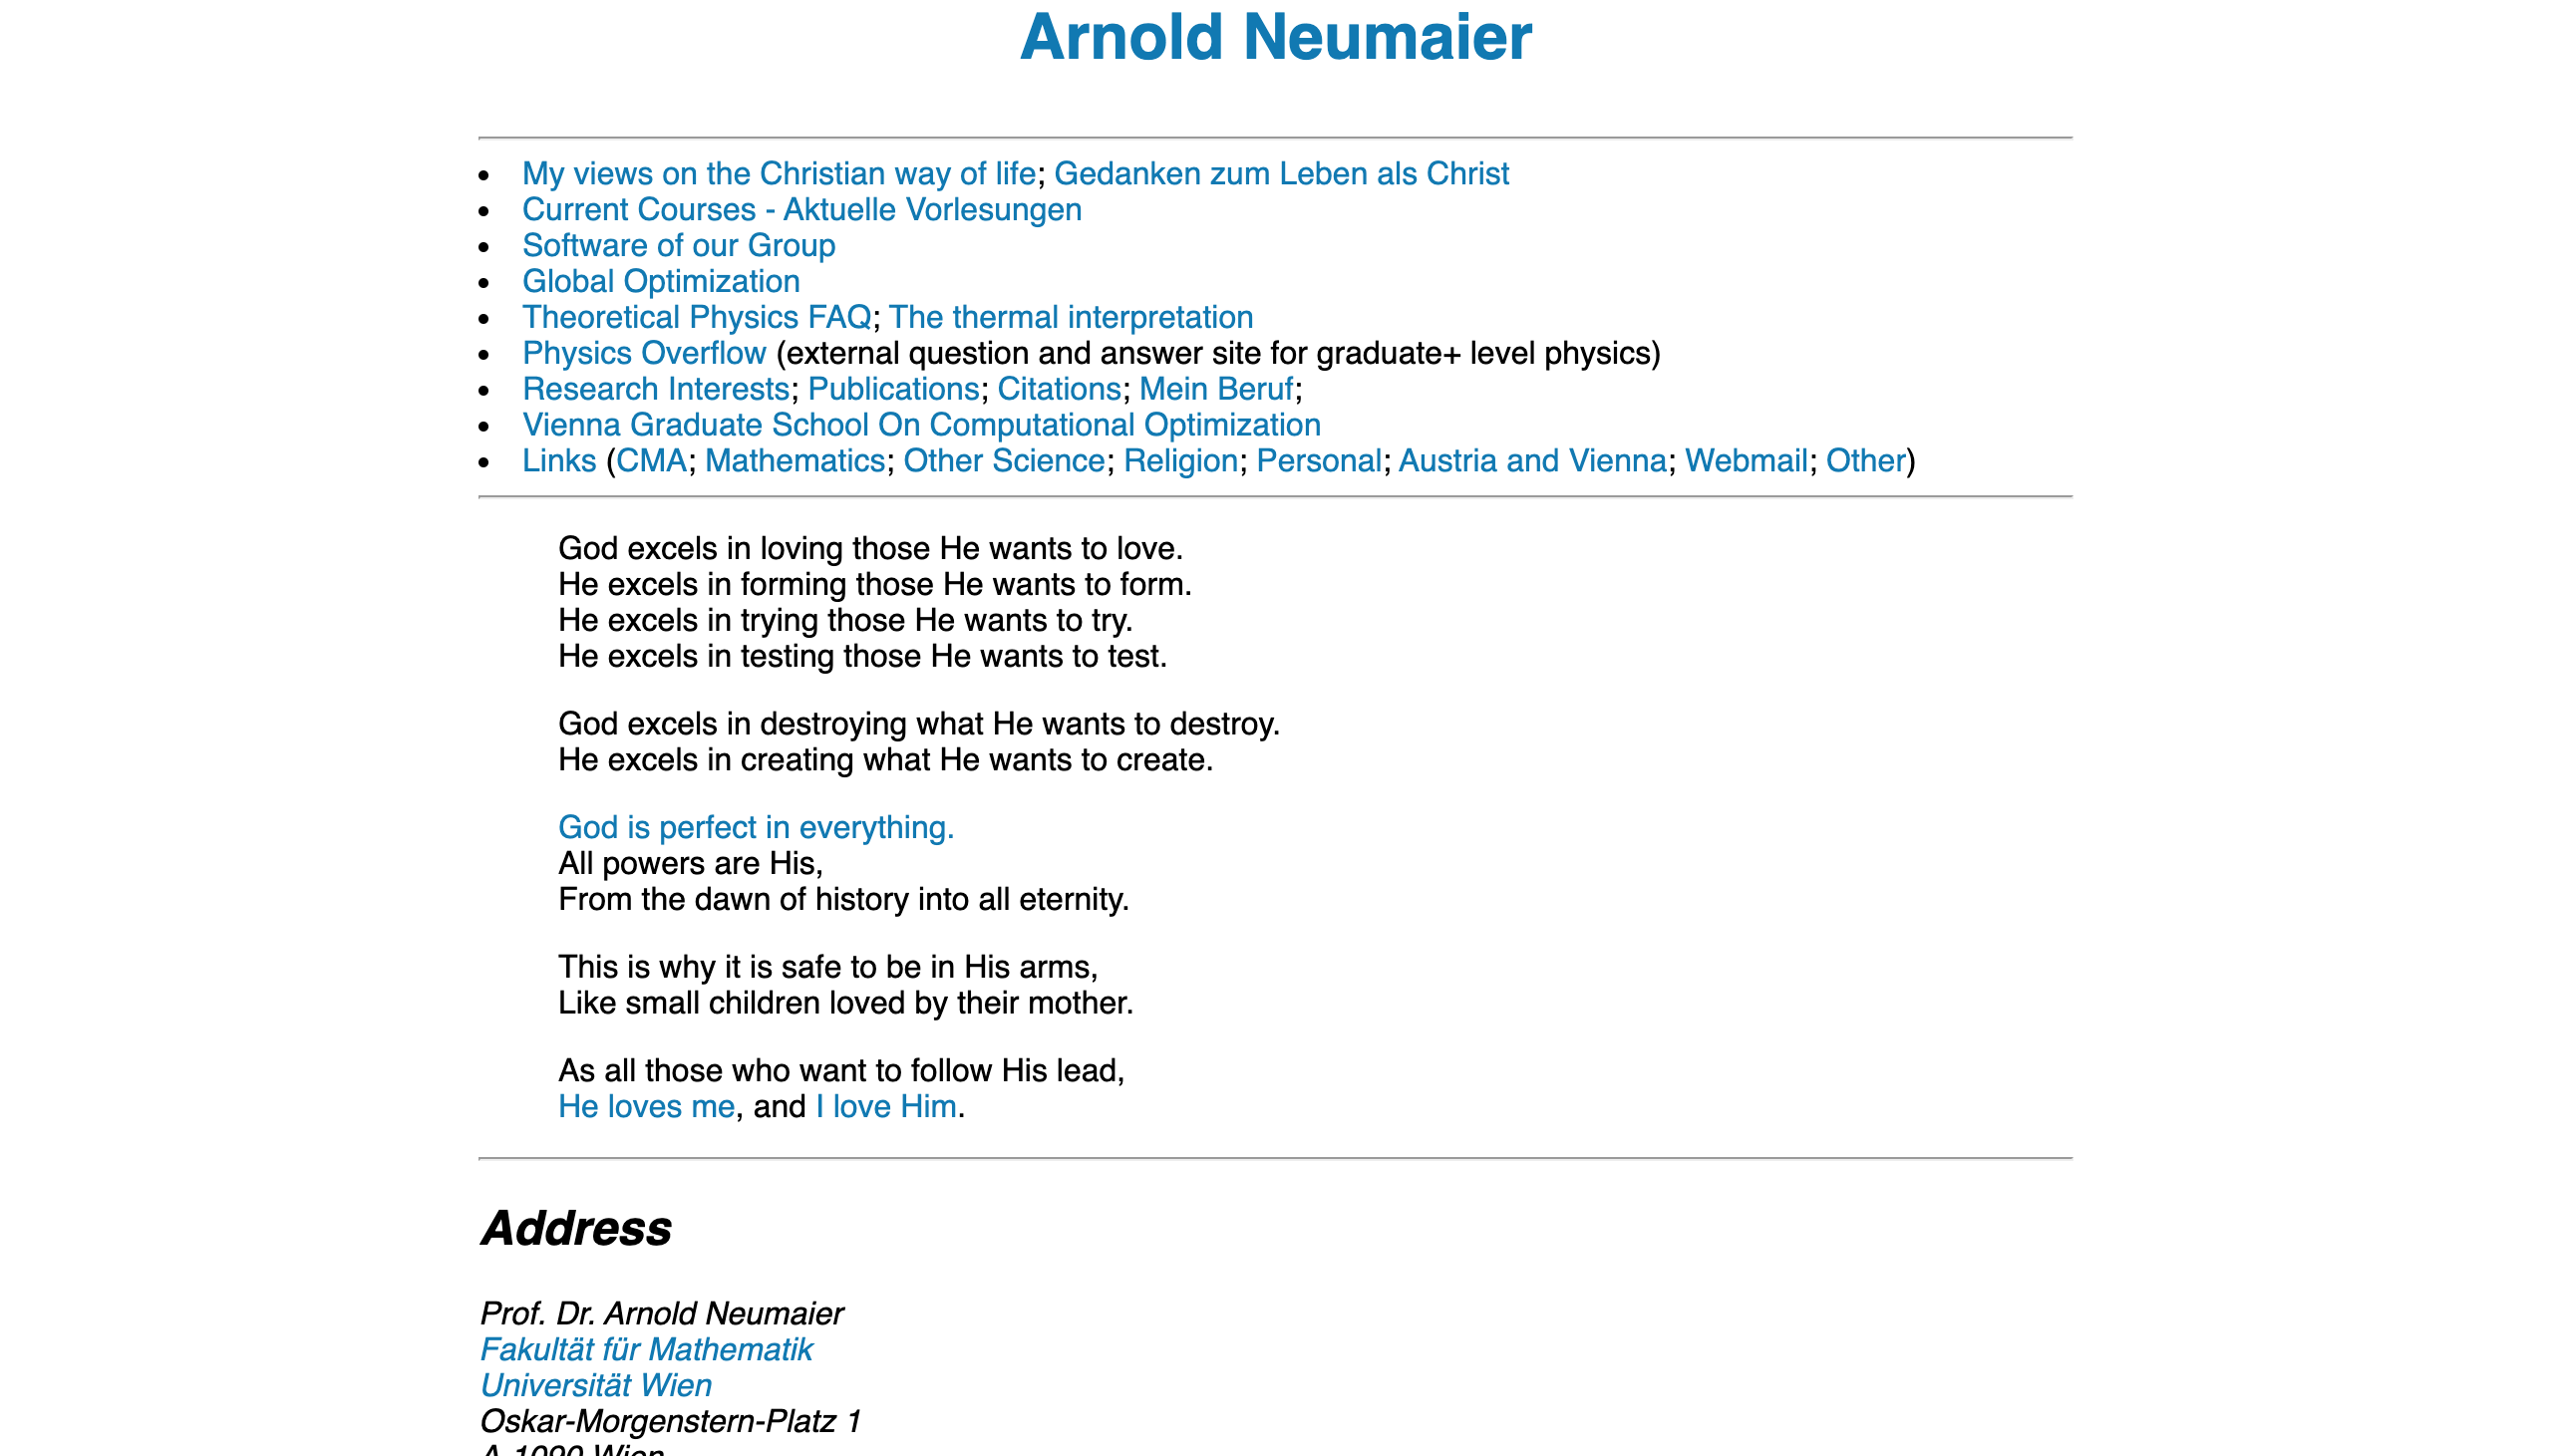 Arnold Neumaier
• My views on the Christian way of life; Gedanken zum Leben als Christ
• Current Courses - Aktuelle Vorlesungen
• Software of our Group
• Global Optimization
• Theoretical Physics FAQ; The thermal interpretation
• Physics Overflow (external question and answer site for graduate+ level physics)
• Research Interests; Publications; Citations; Mein Beruf;
• Vienna Graduate School On Computational Optimization
• Links (CMA; Mathematics; Other Science; Religion; Personal; Austria and Vienna; Webmail; Other)
God excels in loving those He wants to love.
He excels in forming those He wants to form.
He excels in trying those He wants to try.
He excels in testing those He wants to test.
God excels in destroying what He wants to destroy.
He excels in creating what He wants to create.
God is perfect in everything.
All powers are His,
From the dawn of history into all eternity.
This is why it is safe to be in His arms,
Like small children loved by their mother.
As all those who want to follow His lead,
He loves me, and I love Him.
Address
Prof. Dr. Arnold Neumaier
Fakultät für Mathematik
Universität Wien
Oskar-Morgenstern-Platz 1
A-1090 Wien